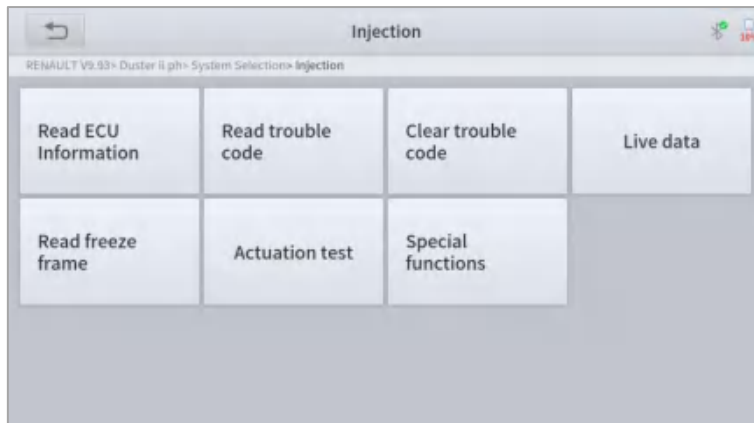 Injection
RENAULT V9.93> Duster ii ph> System Selection> Injection
Read ECU
Information
Read trouble
code
Clear trouble
code
Live data
Read freeze
frame
Actuation test
Special
functions